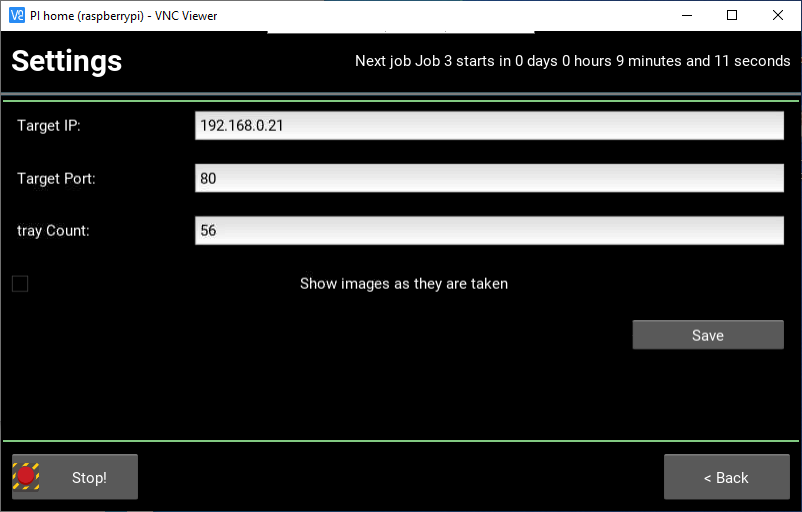 PI home (raspberrypi) - VNC Viewer
Settings
Next job Job 3 starts in 0 days 0 hours 9 minutes and 11 seconds
Target IP:
192.168.0.21
Target Port:
80
tray Count:
56
Show images as they are taken
Save
Stop!
< Back